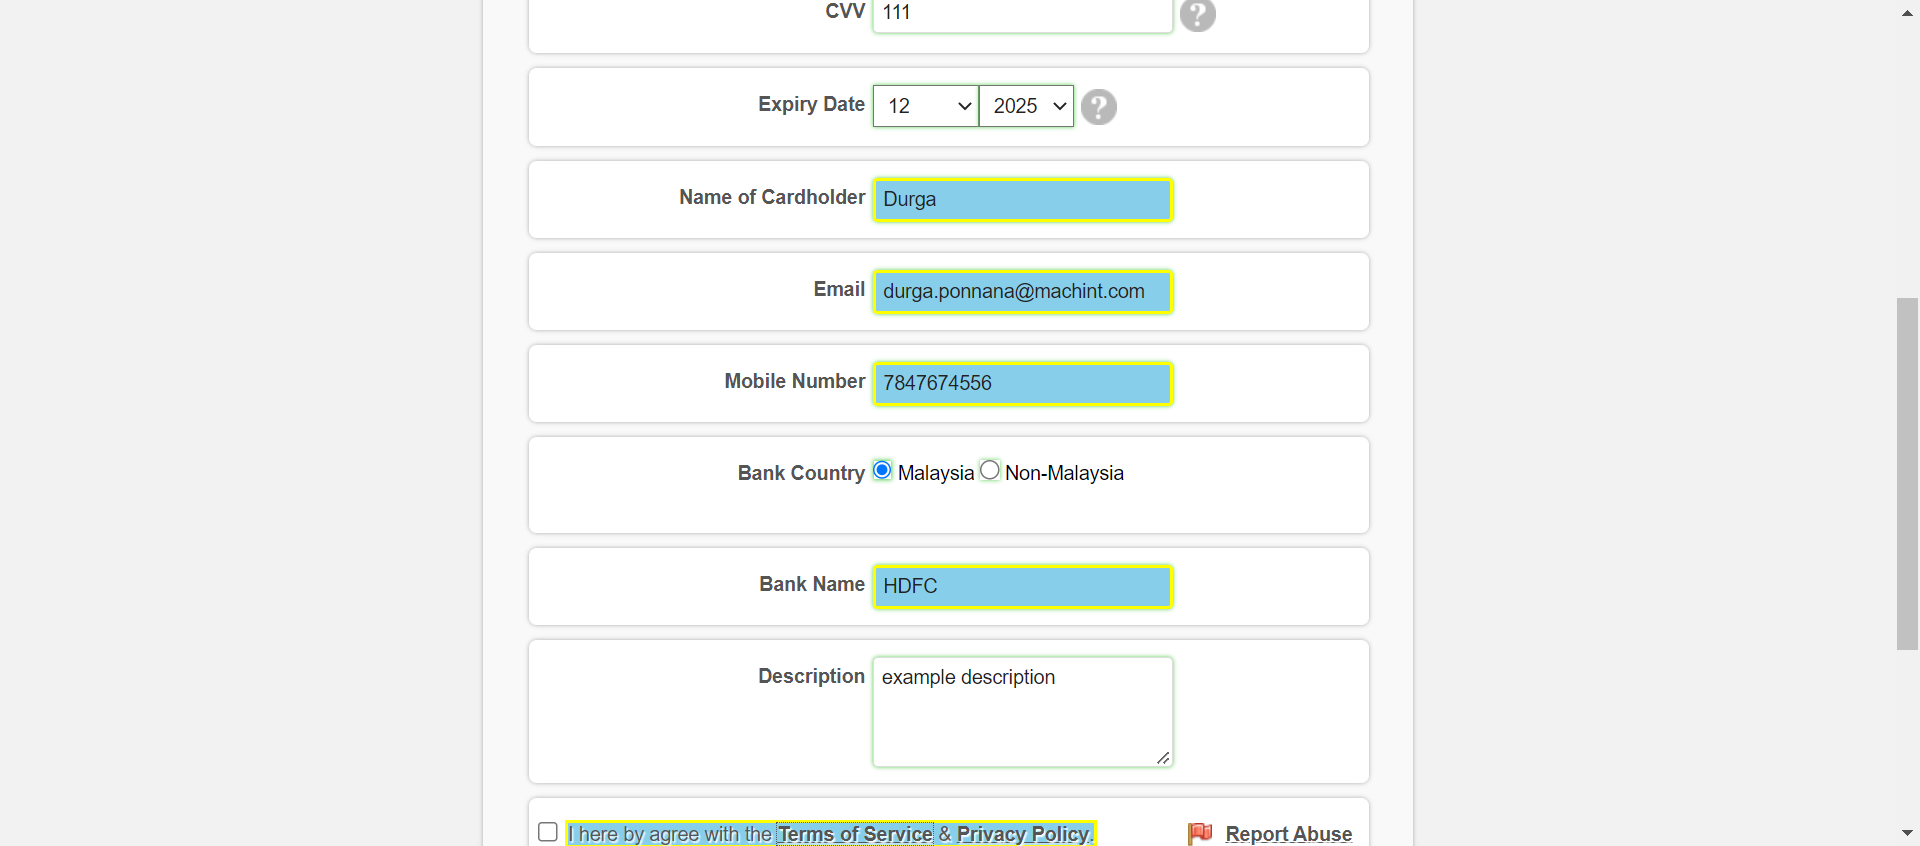 CVV 111 ?
Expiry Date 12 2025 ?
Name of Cardholder Durga
Email durga.ponnana@machint.com
Mobile Number 7847674556
Bank Country Malaysia Non-Malaysia
Bank Name HDFC
Description example description
I here by agree with the Terms of Service & Privacy Policy. Report Abuse